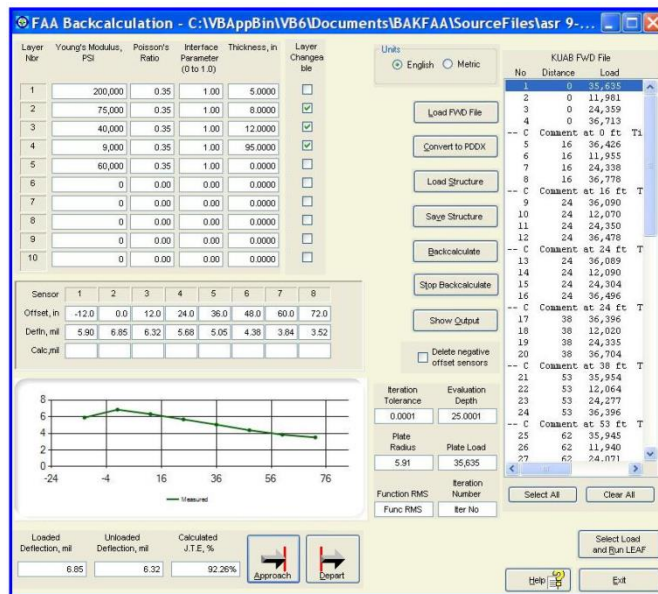 FAA Backcalculation - C:\VBAppBin\VB6\Documents\BAKFAA\SourceFiles\asr 9-...
Layer Nbr Young's Modulus, PSI Poisson's Ratio Interface Parameter (0 to 1.0) Thickness, in Layer Changeable
1 200,000 0.35 1.00 5.0000
2 75,000 0.35 1.00 8.0000
3 40,000 0.35 1.00 12.0000
4 9,000 0.35 1.00 95.0000
5 60,000 0.35 1.00 0.0000
6 0 0.00 0.00 0.0000
7 0 0.00 0.00 0.0000
8 0 0.00 0.00 0.0000
9 0 0.00 0.00 0.0000
10 0 0.00 0.00 0.0000
Sensor 1 2 3 4 5 6 7 8
Offset, in -12.0 0.0 12.0 24.0 36.0 48.0 60.0 72.0
Defln, mil 5.90 6.85 6.32 5.68 5.05 4.38 3.84 3.52
Calc,mil
8
6
4
2
0
-24 -4 16 36 56 76
Measured
Loaded Deflection, mil Unloaded Deflection, mil Calculated J.T.E, %
6.85 6.32 92.26%
Approach Depart
Units
English Metric
Load FWD File
Convert to PDDX
Load Structure
Save Structure
Backcalculate
Stop Backcalculate
Show Output
Delete negative offset sensors
Iteration Tolerance Evaluation Depth
0.0001 25.0001
Plate Radius Plate Load
5.91 35,635
Function RMS Iteration Number
Func RMS Iter No
KUAB FWD File
No Distance Load
1 0 35,635
2 0 11,981
3 0 24,359
4 0 36,713
-- C Comment at 0 ft Ti
5 16 36,426
6 16 11,955
7 16 24,338
8 16 36,778
-- C Comment at 16 ft T
9 24 36,090
10 24 12,070
11 24 24,350
12 24 36,478
-- C Comment at 24 ft T
13 24 36,089
14 24 12,090
15 24 24,304
16 24 36,496
-- C Comment at 24 ft T
17 38 36,396
18 38 12,020
19 38 24,335
20 38 36,704
-- C Comment at 38 ft T
21 53 35,954
22 53 12,064
23 53 24,277
24 53 36,396
-- C Comment at 53 ft T
25 62 35,945
26 62 11,940
27 62 24,071
Select All Clear All
Select Load and Run LEAF
Help Exit